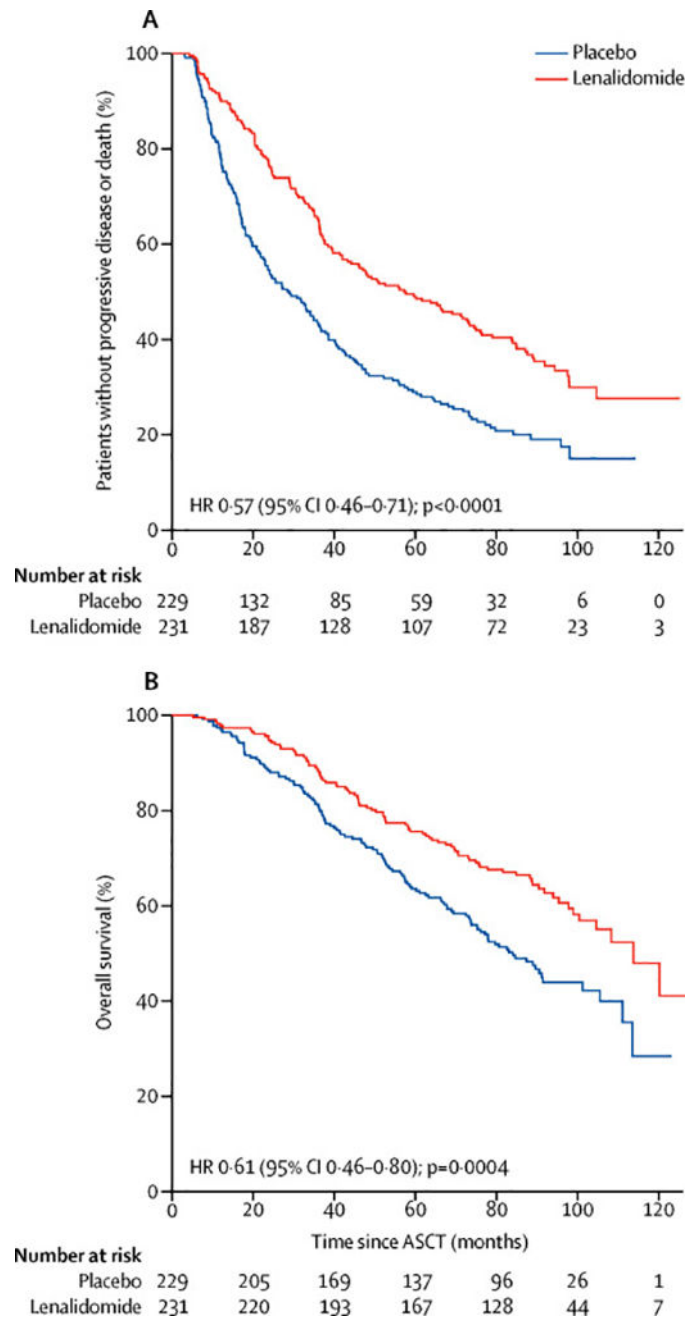 A
Placebo
Lenalidomide
Patients without progressive disease or death (%)
100
80
60
40
20
0
HR 0·57 (95% CI 0·46–0·71); p<0·0001
0 20 40 60 80 100 120
Number at risk
Placebo 229 132 85 59 32 6 0
Lenalidomide 231 187 128 107 72 23 3
B
Overall survival (%)
100
80
60
40
20
0
HR 0·61 (95% CI 0·46–0·80); p=0·0004
0 20 40 60 80 100 120
Time since ASCT (months)
Number at risk
Placebo 229 205 169 137 96 26 1
Lenalidomide 231 220 193 167 128 44 7